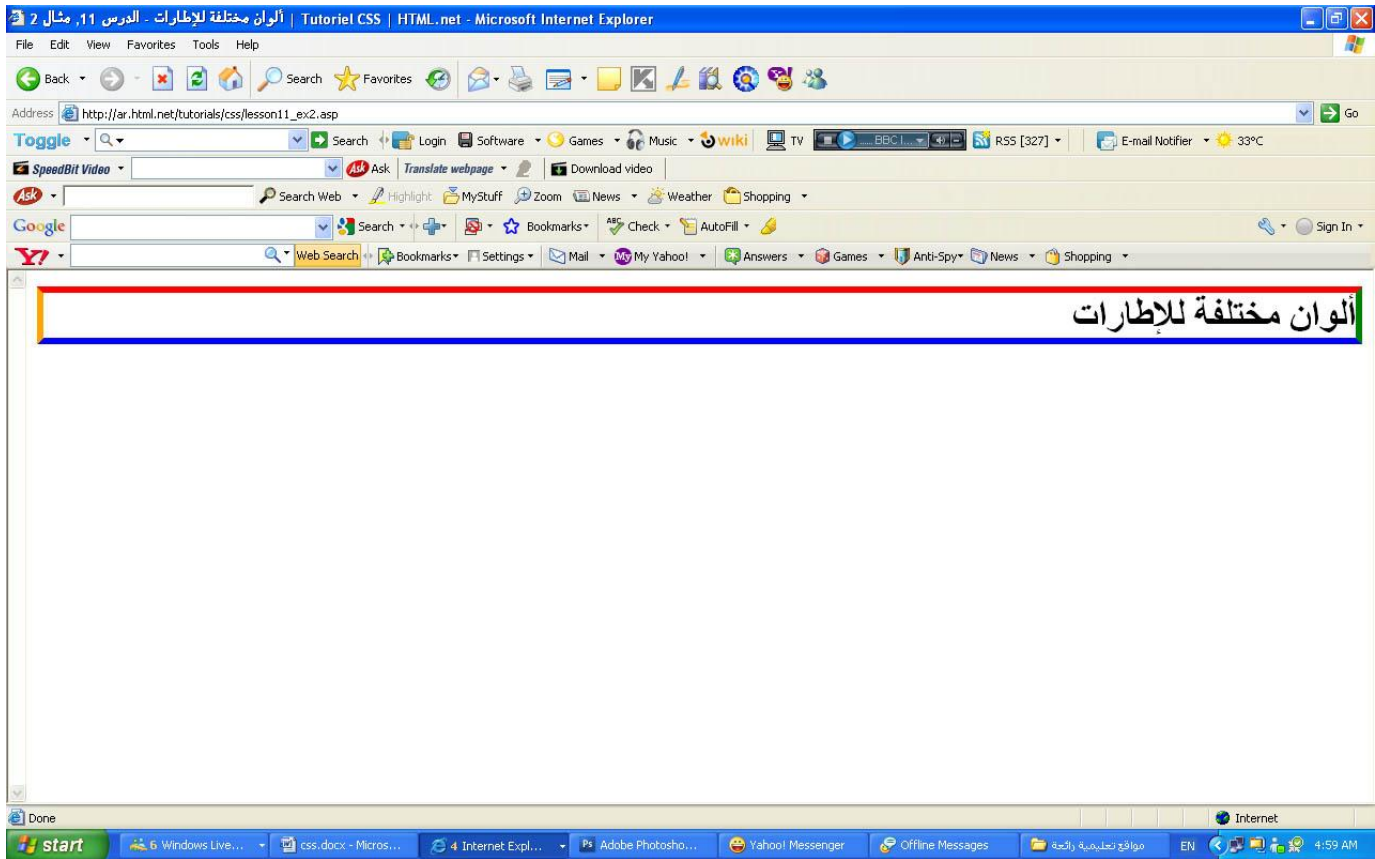 ألوان مختلفة للإطارات - الدرس 11, مثال 2 | Tutoriel CSS | HTML.net - Microsoft Internet Explorer
File Edit View Favorites Tools Help
Back Search Favorites
Address http://ar.html.net/tutorials/css/lesson11_ex2.asp Go
Toggle Search Login Software Games Music wiki TV ..... BBC I... RSS [327] E-mail Notifier 33°C
SpeedBit Video Ask Translate webpage Download video
Ask Search Web Highlight MyStuff Zoom News Weather Shopping
Google Search Bookmarks ABC Check AutoFill Sign In
Y! Web Search Bookmarks Settings Mail My My Yahoo! Answers Games Anti-Spy News Shopping
ألوان مختلفة للإطارات
Done Internet
start 6 Windows Live... css.docx - Micros... 4 Internet Expl... Ps Adobe Photosho... Yahoo! Messenger Offline Messages مواقع تعليمية رائعة EN 4:59 AM